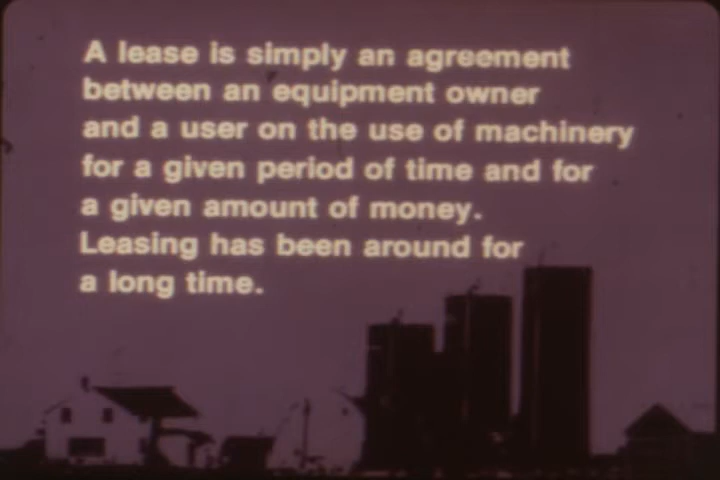 A lease is simply an agreement
between an equipment owner
and a user on the use of machinery
for a given period of time and for
a given amount of money.
Leasing has been around for
a long time.